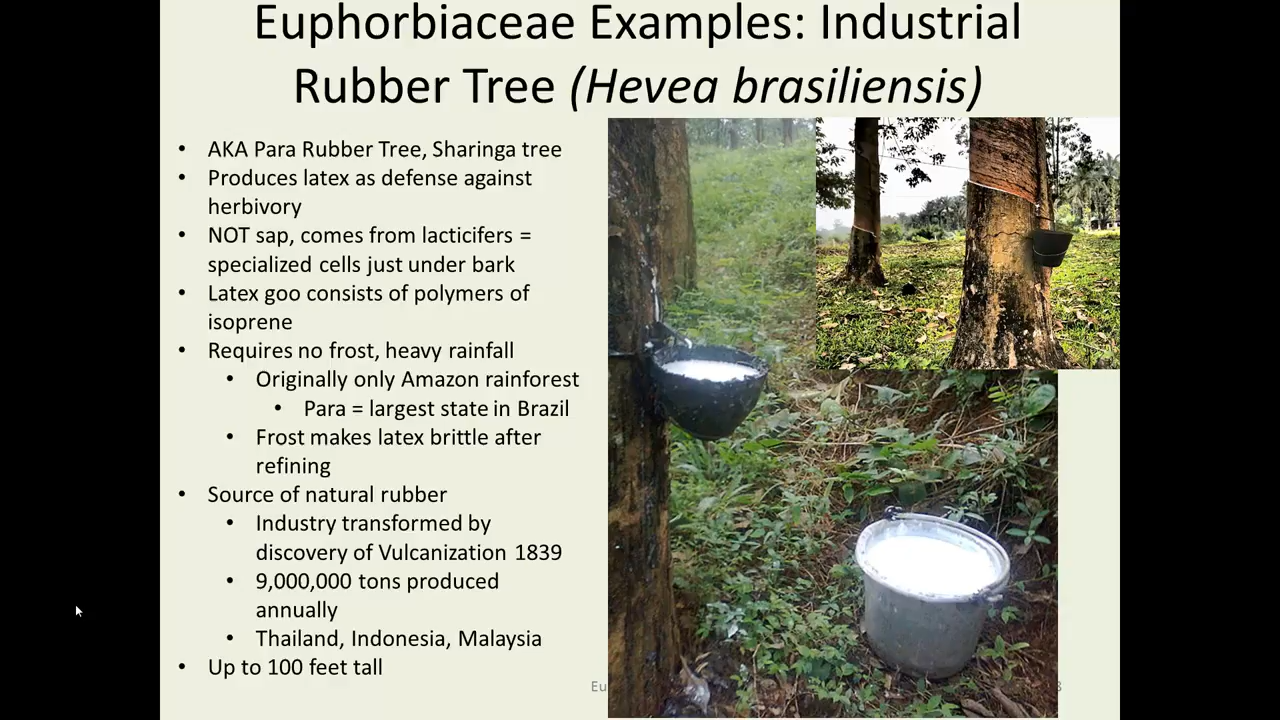 Euphorbiaceae Examples: Industrial
Rubber Tree (Hevea brasiliensis)
• AKA Para Rubber Tree, Sharinga tree
• Produces latex as defense against
herbivory
• NOT sap, comes from lacticifers =
specialized cells just under bark
• Latex goo consists of polymers of
isoprene
• Requires no frost, heavy rainfall
• Originally only Amazon rainforest
• Para = largest state in Brazil
• Frost makes latex brittle after
refining
• Source of natural rubber
• Industry transformed by
discovery of Vulcanization 1839
• 9,000,000 tons produced
annually
• Thailand, Indonesia, Malaysia
• Up to 100 feet tall